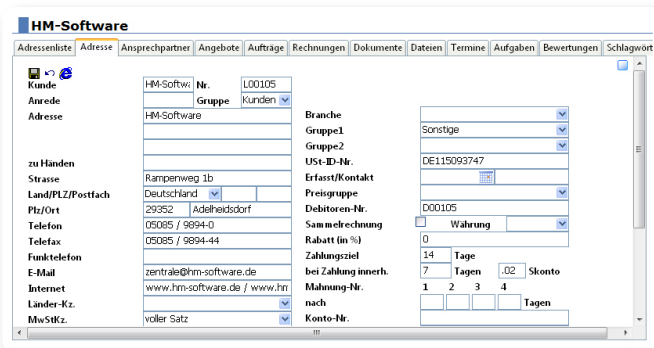 HM-Software
Adressenliste Adresse Ansprechpartner Angebote Aufträge Rechnungen Dokumente Dateien Termine Aufgaben Bewertungen Schlagwört
Kunde HM-Softwa Nr. L00105
Anrede Gruppe Kunden
Adresse HM-Software
zu Händen
Strasse Rampenweg 1b
Land/PLZ/Postfach Deutschland
Plz/Ort 29352 Adelheidsdorf
Telefon 05085 / 9894-0
Telefax 05085 / 9894-44
Funktelefon
E-Mail zentrale@hm-software.de
Internet www.hm-software.de / www.hm
Länder-Kz.
MwStKz. voller Satz
Branche
Gruppe1 Sonstige
Gruppe2
USt-ID-Nr. DE115093747
Erfasst/Kontakt
Preisgruppe
Debitoren-Nr. D00105
Sammelrechnung Währung
Rabatt (in %) 0
Zahlungsziel 14 Tage
bei Zahlung innerh. 7 Tagen .02 Skonto
Mahnung-Nr. 1 2 3 4
nach Tagen
Konto-Nr.